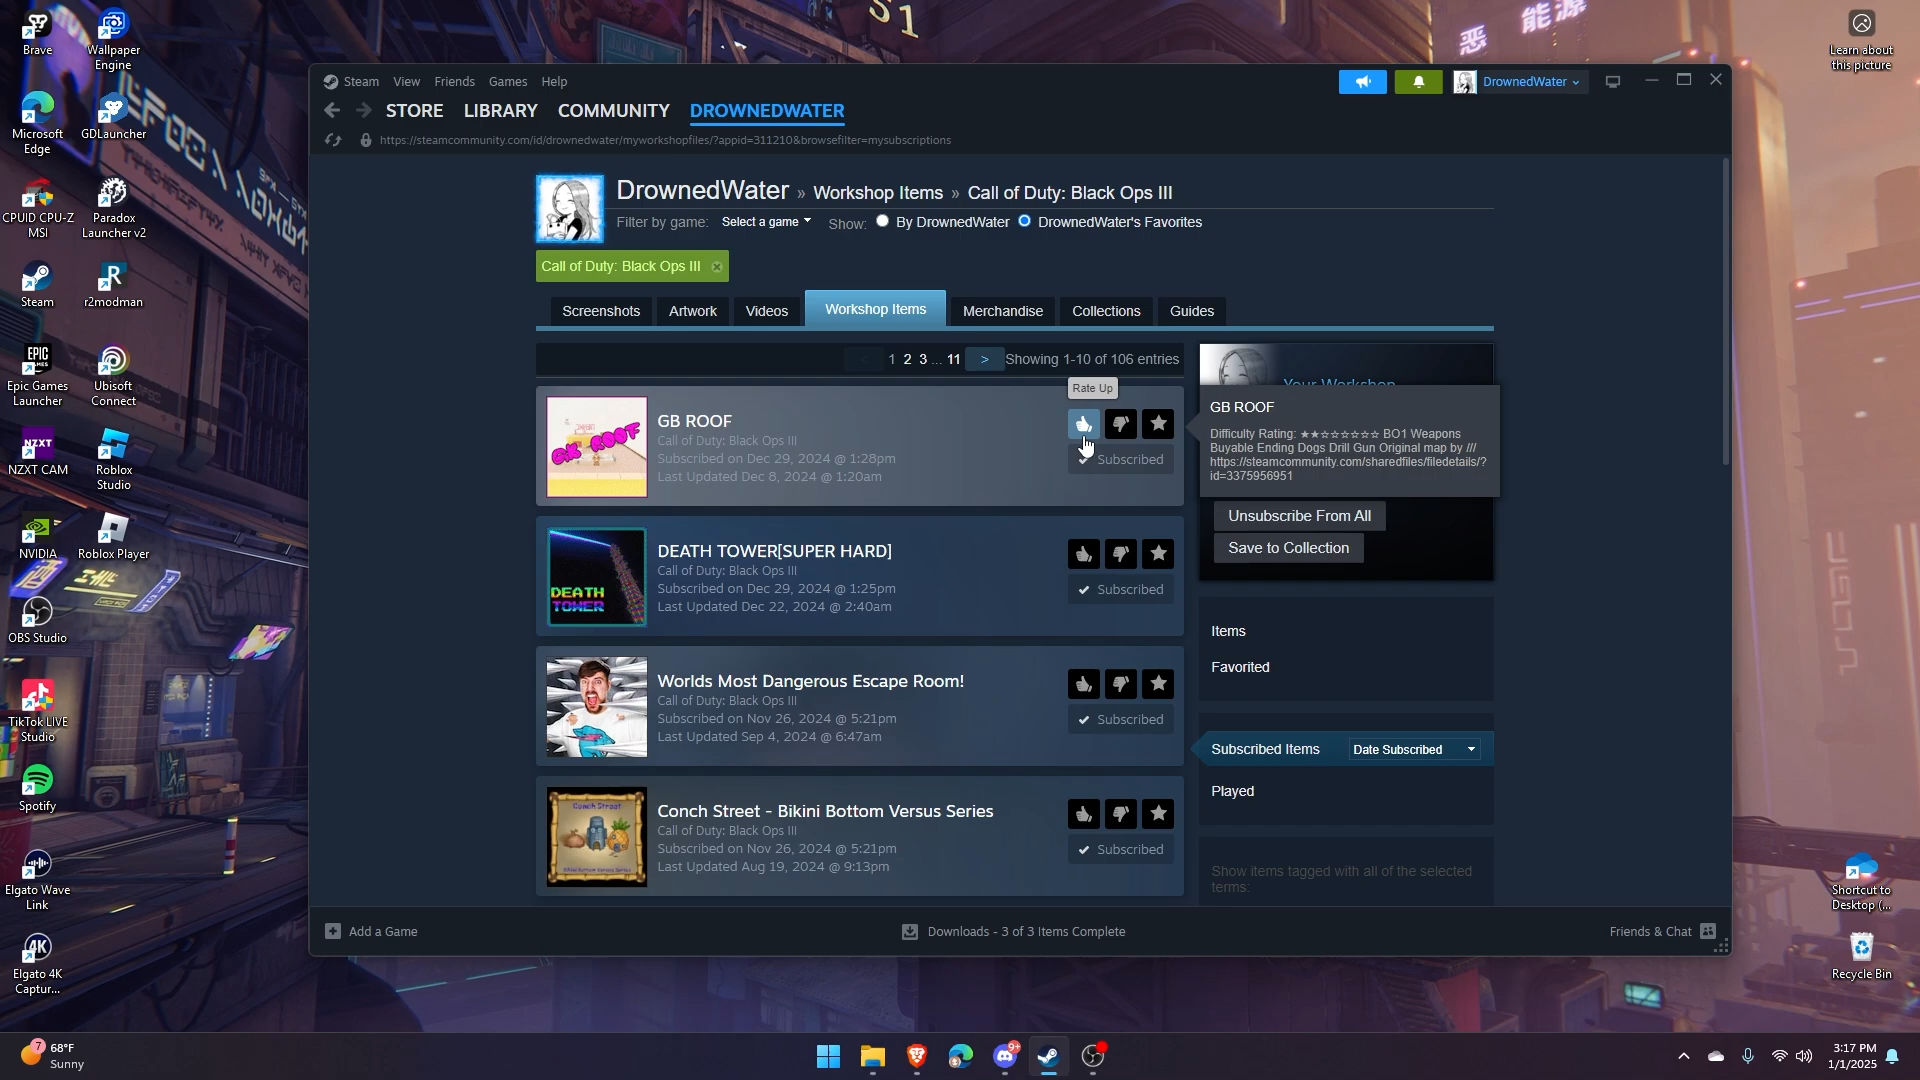 Brave
Wallpaper
Engine
Microsoft
Edge
GDLauncher
CPUID CPU-Z
MSI
Paradox
Launcher v2
Steam
r2modman
Epic Games
Launcher
Ubisoft
Connect
NZXT CAM
Roblox
Studio
NVIDIA
Roblox Player
OBS Studio
TikTok LIVE
Studio
Spotify
Elgato Wave
Link
Elgato 4K
Captur...
Learn about
this picture
悪 能源
Steam View Friends Games Help
DrownedWater
STORE LIBRARY COMMUNITY DROWNEDWATER
https://steamcommunity.com/id/drownedwater/myworkshopfiles/?appid=311210&browsefilter=mysubscriptions
DrownedWater » Workshop Items » Call of Duty: Black Ops III
Filter by game: Select a game Show: By DrownedWater DrownedWater's Favorites
Call of Duty: Black Ops III
Screenshots Artwork Videos Workshop Items Merchandise Collections Guides
< 1 2 3 ... 11 > Showing 1-10 of 106 entries
Rate Up
GB ROOF
Call of Duty: Black Ops III
Subscribed on Dec 29, 2024 @ 1:28pm
Last Updated Dec 8, 2024 @ 1:20am
Subscribed
DEATH TOWER
DEATH TOWER[SUPER HARD]
Call of Duty: Black Ops III
Subscribed on Dec 29, 2024 @ 1:25pm
Last Updated Dec 22, 2024 @ 2:40am
Subscribed
Worlds Most Dangerous Escape Room!
Call of Duty: Black Ops III
Subscribed on Nov 26, 2024 @ 5:21pm
Last Updated Sep 4, 2024 @ 6:47am
Subscribed
Conch Street
Conch Street - Bikini Bottom Versus Series
Call of Duty: Black Ops III
Subscribed on Nov 26, 2024 @ 5:21pm
Last Updated Aug 19, 2024 @ 9:13pm
Subscribed
Your Workshop
GB ROOF
Difficulty Rating: ★★☆☆☆☆☆☆ BO1 Weapons
Buyable Ending Dogs Drill Gun Original map by ///
https://steamcommunity.com/sharedfiles/filedetails/?
id=3375956951
Unsubscribe From All
Save to Collection
Items
Favorited
Subscribed Items Date Subscribed
Played
Show items tagged with all of the selected
terms:
Add a Game
Downloads - 3 of 3 Items Complete
Friends & Chat
Shortcut to
Desktop (...
Recycle Bin
7
68°F
Sunny
9+
3:17 PM
1/1/2025